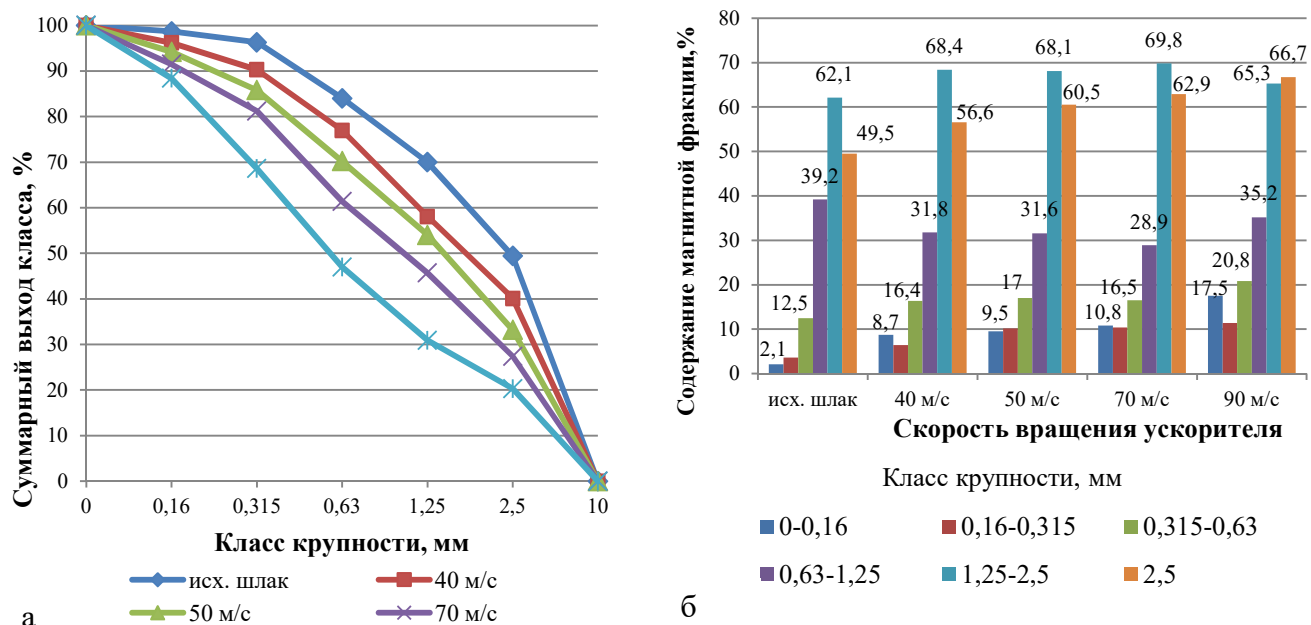 Суммарный выход класса, %
100
90
80
70
60
50
40
30
20
10
0
0 0,16 0,315 0,63 1,25 2,5 10
Класс крупности, мм
исх. шлак 40 м/с
50 м/с 70 м/с
а
Содержание магнитной фракции,%
80
70
60
50
40
30
20
10
0
2,1 12,5 39,2 62,1 49,5
8,7 16,4 31,8 68,4 56,6
9,5 17 31,6 68,1 60,5
10,8 16,5 28,9 69,8 62,9
17,5 20,8 35,2 65,3 66,7
исх. шлак 40 м/с 50 м/с 70 м/с 90 м/с
Скорость вращения ускорителя
Класс крупности, мм
0-0,16 0,16-0,315 0,315-0,63
0,63-1,25 1,25-2,5 2,5
б